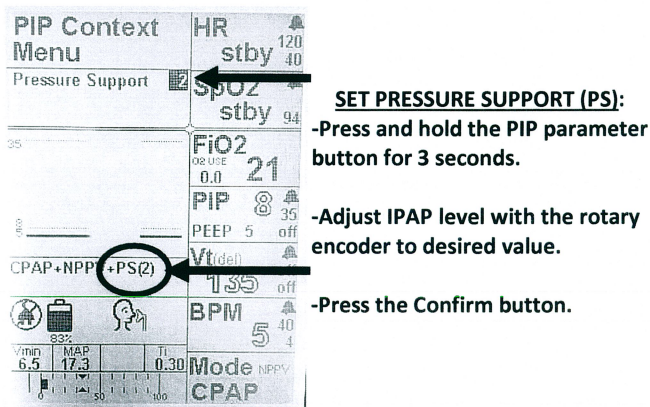 PIP Context
Menu
Pressure Support 2
35
CPAP+NPPV+PS(2)
83%
Vmin
6.5
MAP
17.3
Ti
0.30
0 50 100
HR
stby
120
40
SpO2
stby
94
FiO2
O2 USE
0.0
21
PIP
8
35
PEEP 5
off
Vt(del)
135
off
BPM
5
40
4
Mode NPPV
CPAP
SET PRESSURE SUPPORT (PS):
-Press and hold the PIP parameter
button for 3 seconds.
-Adjust IPAP level with the rotary
encoder to desired value.
-Press the Confirm button.